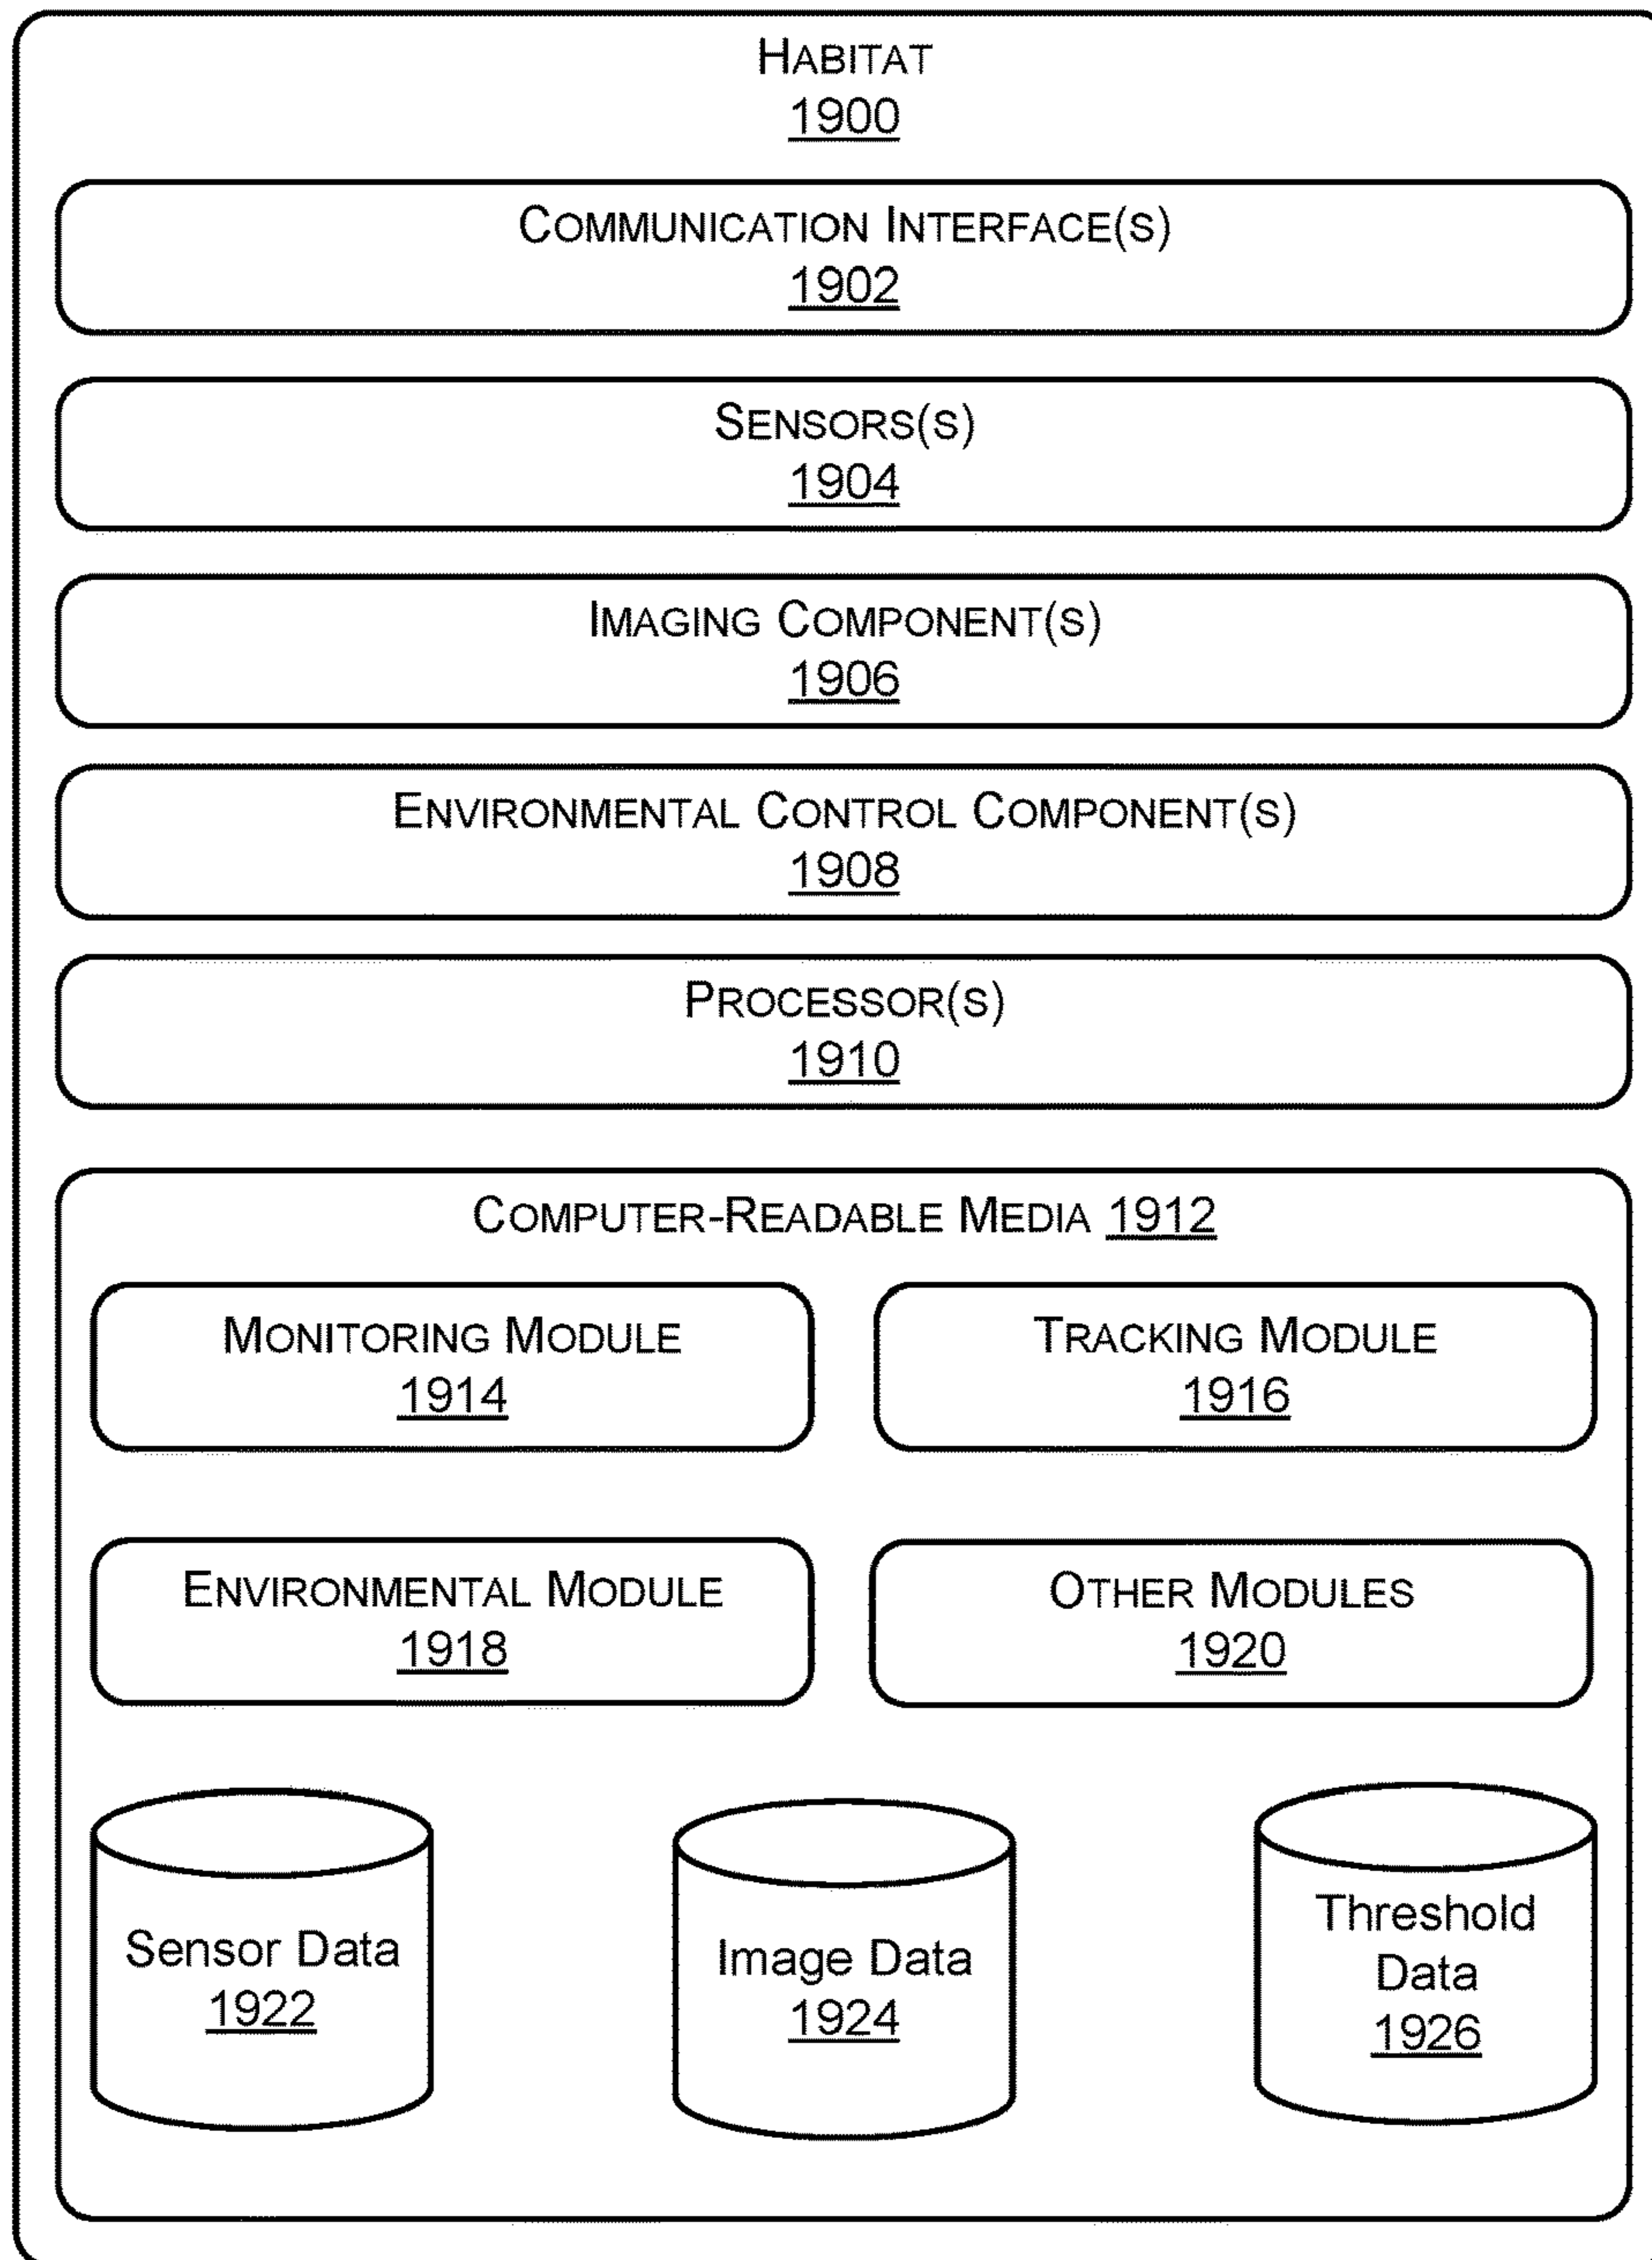 HABITAT
1900
COMMUNICATION INTERFACE(S)
1902
SENSORS(S)
1904
IMAGING COMPONENT(S)
1906
ENVIRONMENTAL CONTROL COMPONENT(S)
1908
PROCESSOR(S)
1910
COMPUTER-READABLE MEDIA 1912
MONITORING MODULE
1914
TRACKING MODULE
1916
ENVIRONMENTAL MODULE
1918
OTHER MODULES
1920
Sensor Data
1922
Image Data
1924
Threshold
Data
1926